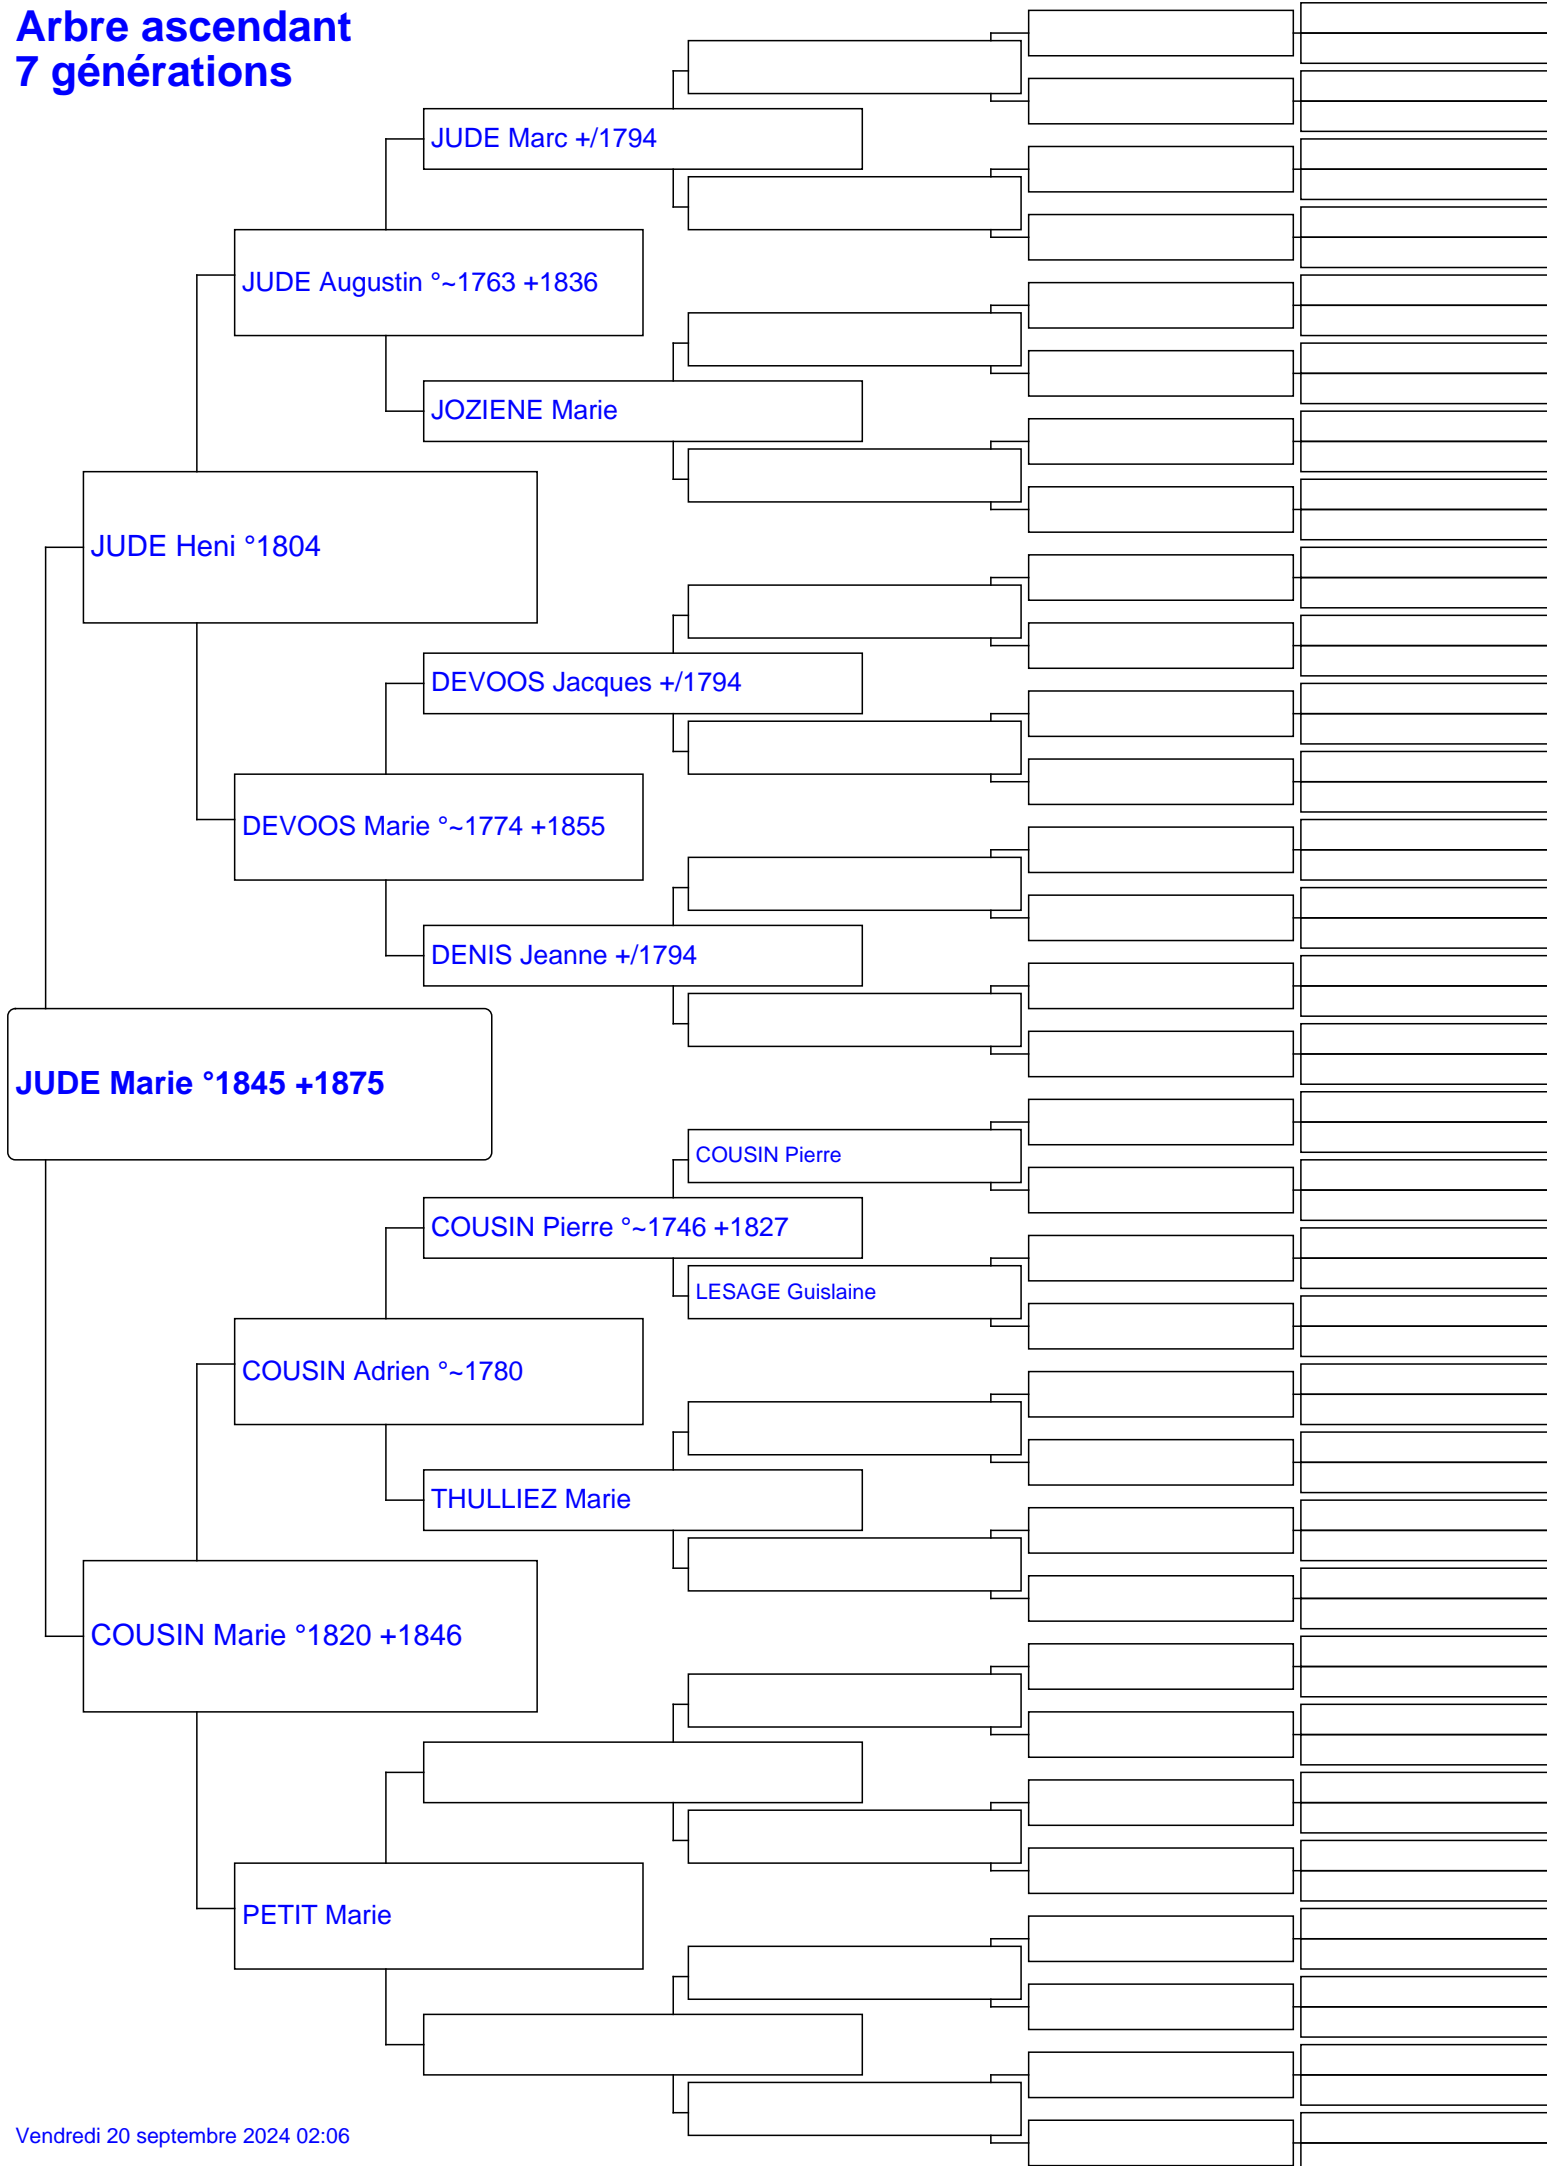 Arbre ascendant
7 générations
JUDE Marc +/1794
JUDE Augustin °~1763 +1836
JOZIENE Marie
JUDE Heni °1804
DEVOOS Jacques +/1794
DEVOOS Marie °~1774 +1855
DENIS Jeanne +/1794
JUDE Marie °1845 +1875
COUSIN Pierre
COUSIN Pierre °~1746 +1827
LESAGE Guislaine
COUSIN Adrien °~1780
THULLIEZ Marie
COUSIN Marie °1820 +1846
PETIT Marie
Vendredi 20 septembre 2024 02:06